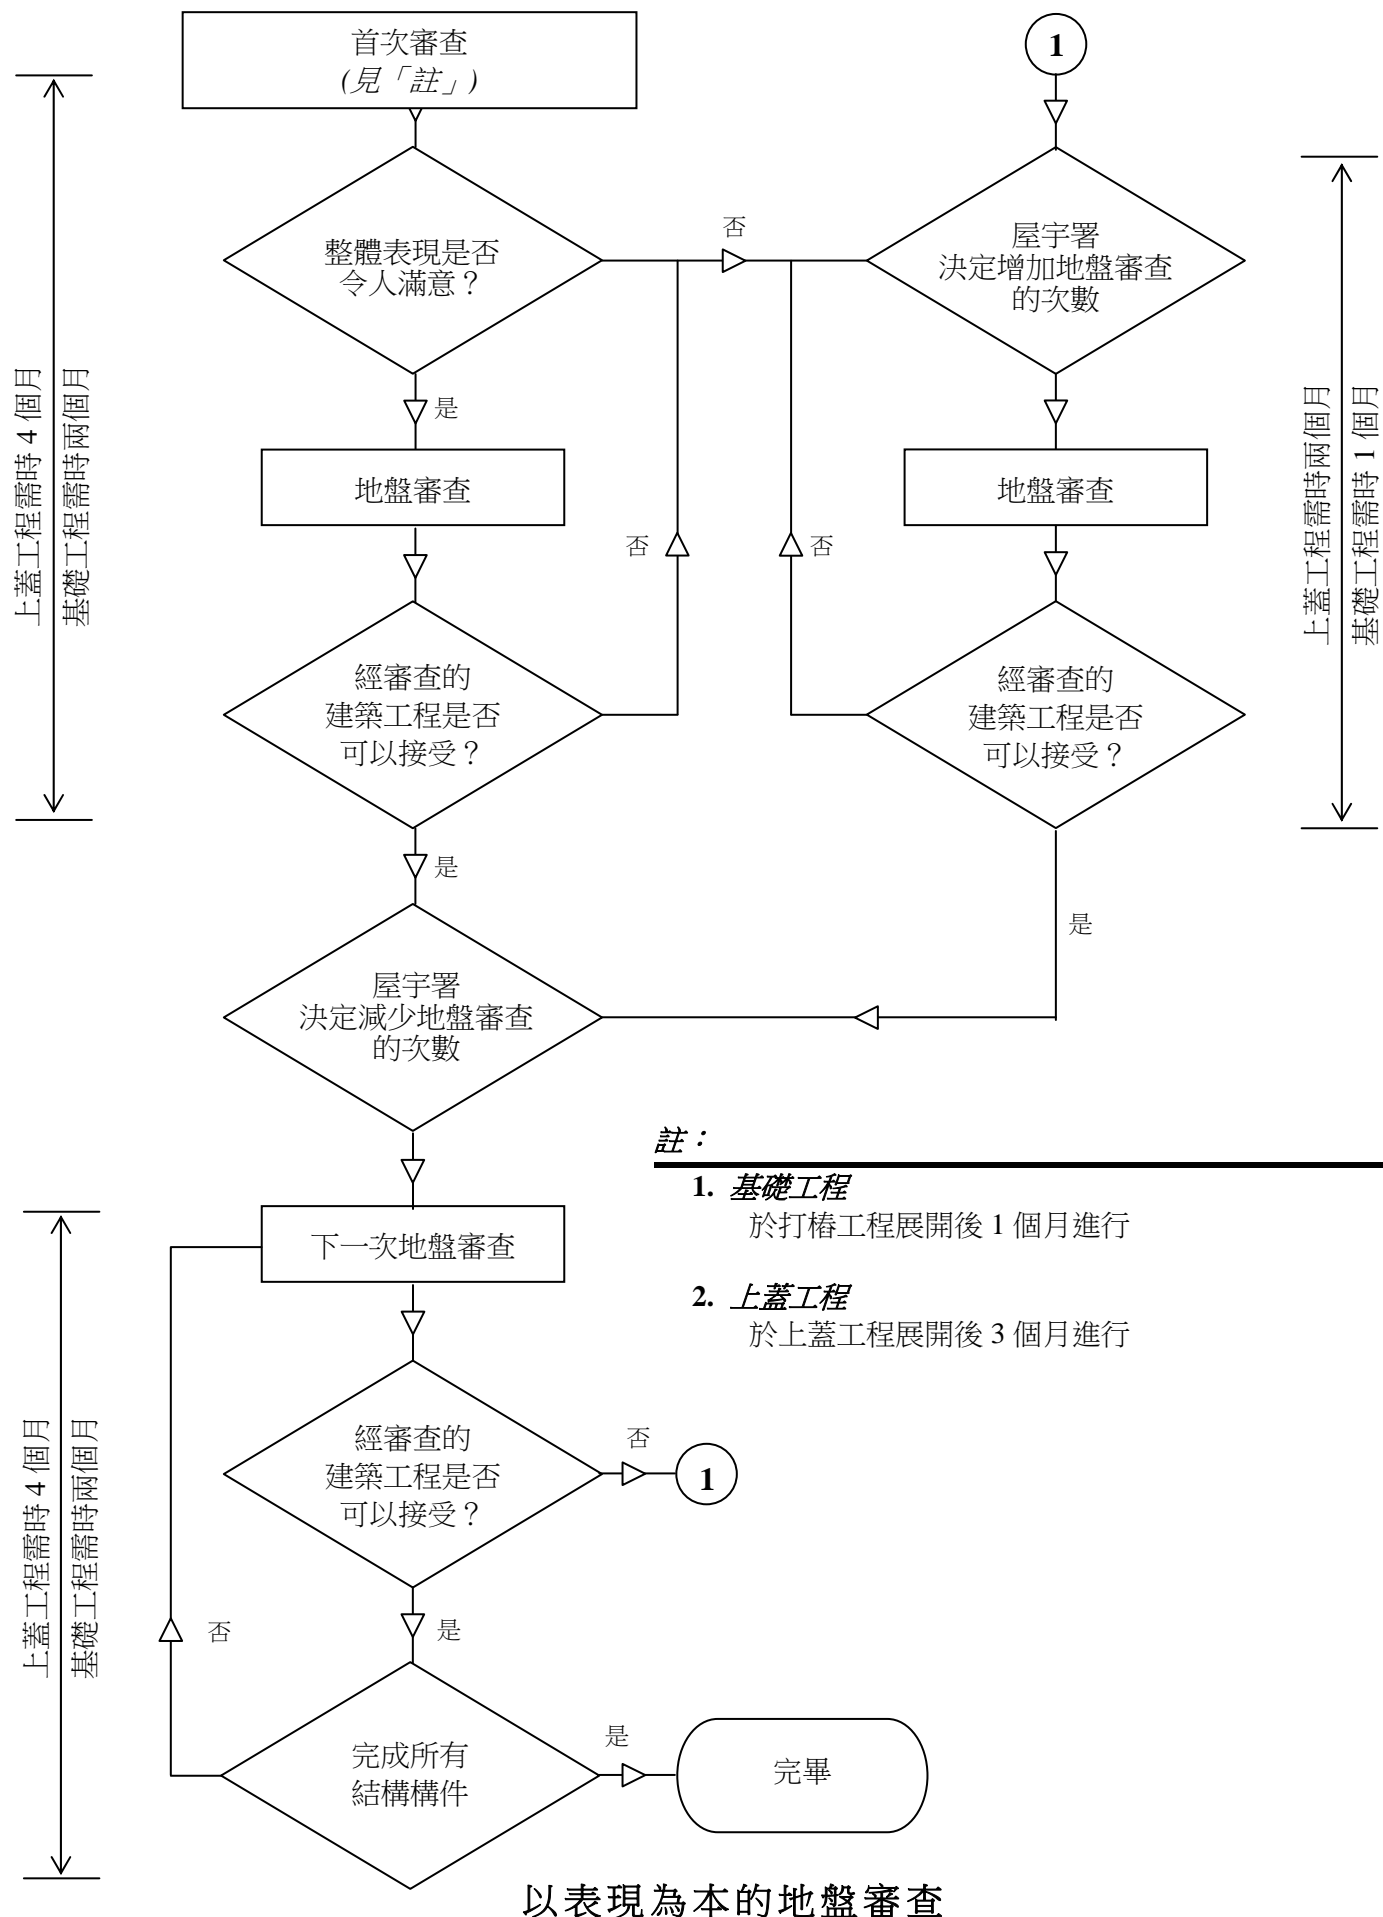 首次審查
(見「註」)
1
整體表現是否
令人滿意？
否
屋宇署
決定增加地盤審查
的次數
是
地盤審查
地盤審查
否
否
上蓋工程需時 4 個月
基礎工程需時兩個月
上蓋工程需時兩個月
基礎工程需時 1 個月
經審查的
建築工程是否
可以接受？
經審查的
建築工程是否
可以接受？
是
是
屋宇署
決定減少地盤審查
的次數
註：
1. 基礎工程
於打樁工程展開後 1 個月進行
2. 上蓋工程
於上蓋工程展開後 3 個月進行
下一次地盤審查
上蓋工程需時 4 個月
基礎工程需時兩個月
經審查的
建築工程是否
可以接受？
否
1
是
否
完成所有
結構構件
是
完畢
以表現為本的地盤審查